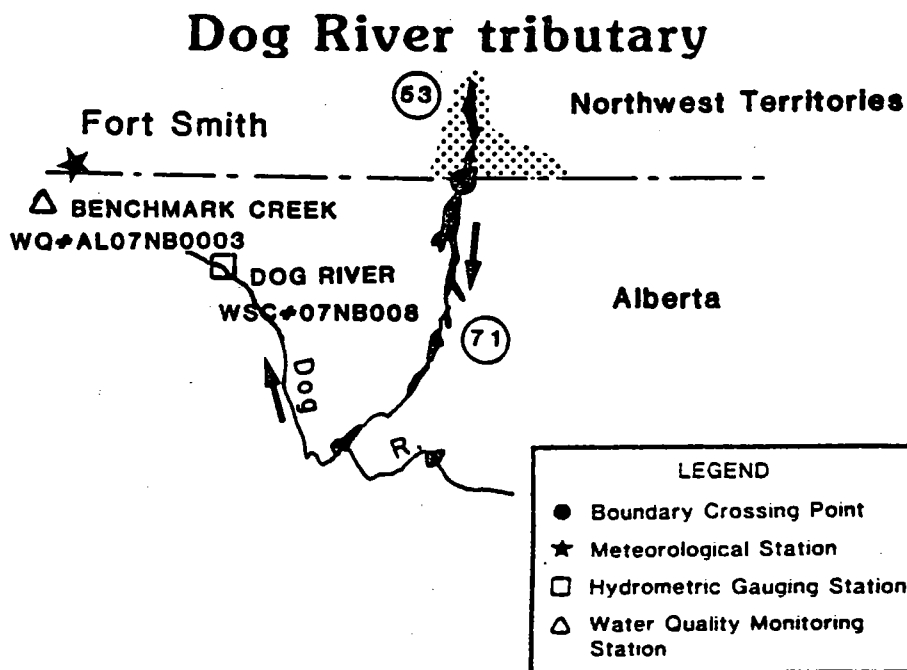 Dog River tributary
53
Northwest Territories
Fort Smith
BENCHMARK CREEK
WQ#AL07NB0003
DOG RIVER
WSC#07NB008
Alberta
71
Dog
R.
LEGEND
Boundary Crossing Point
Meteorological Station
Hydrometric Gauging Station
Water Quality Monitoring
Station